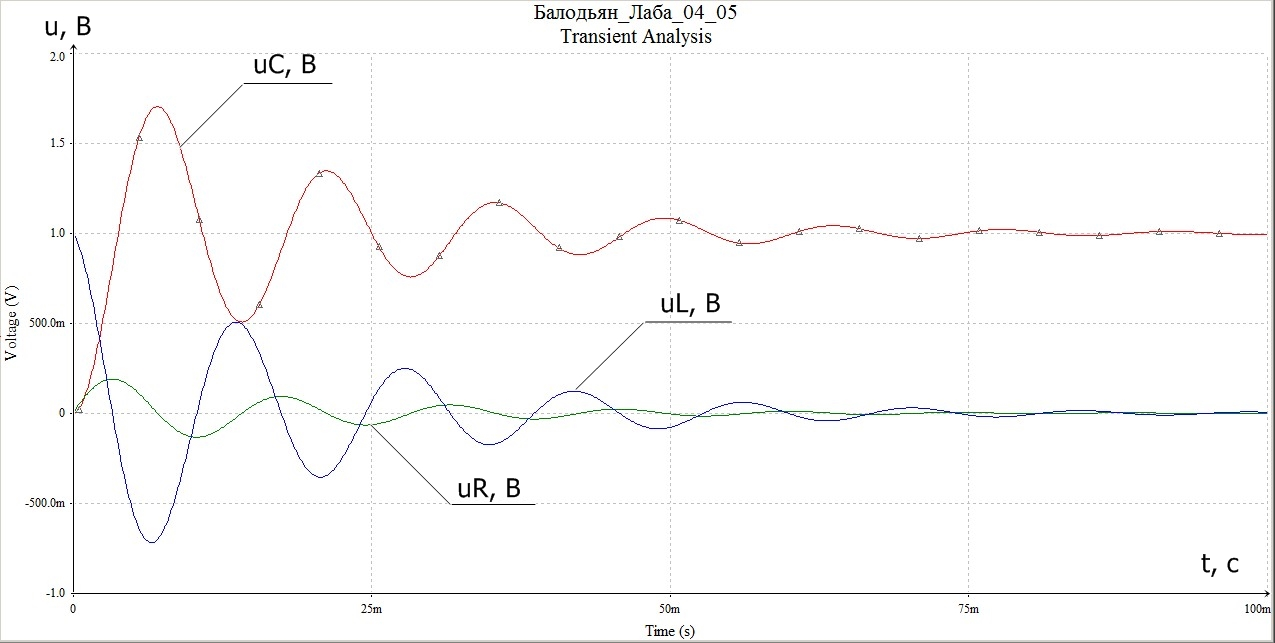 Балодьян_Лаба_04_05
Transient Analysis
u, В
uC, В
2.0
1.5
1.0
uL, В
500.0m
Voltage (V)
0
uR, В
-500.0m
t, с
-1.0
0 25m 50m 75m 100m
Time (s)